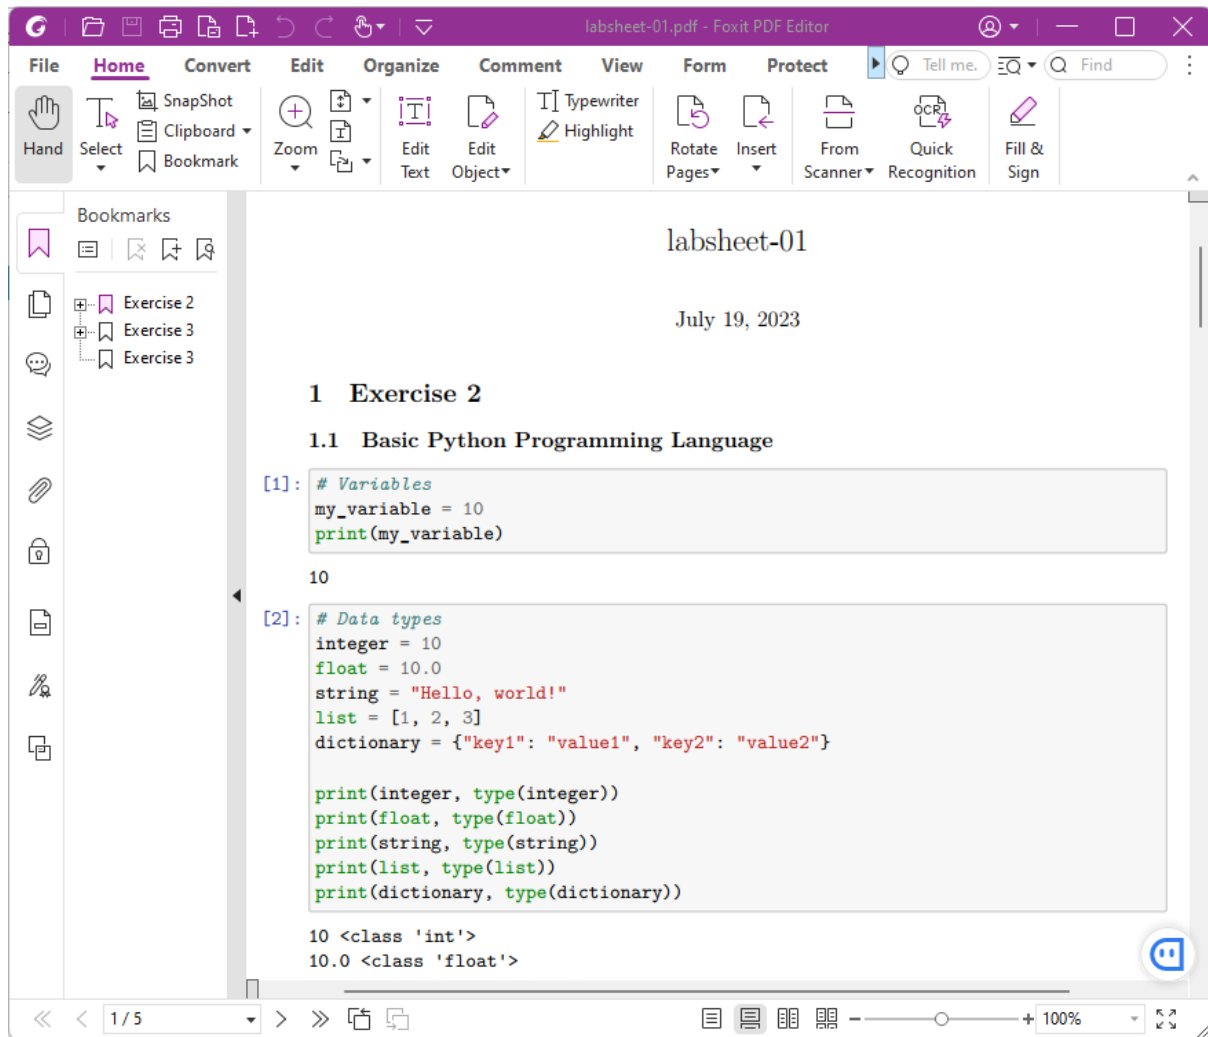 labsheet-01.pdf - Foxit PDF Editor
File Home Convert Edit Organize Comment View Form Protect Tell me. Find
Hand
Select
SnapShot
Clipboard
Bookmark
Zoom
Edit Text
Edit Object
Typewriter
Highlight
Rotate Pages
Insert
From Scanner
OCR
Quick Recognition
Fill & Sign
Bookmarks
Exercise 2
Exercise 3
Exercise 3
labsheet-01
July 19, 2023
1 Exercise 2
1.1 Basic Python Programming Language
[1]: # Variables
my_variable = 10
print(my_variable)
10
[2]: # Data types
integer = 10
float = 10.0
string = "Hello, world!"
list = [1, 2, 3]
dictionary = {"key1": "value1", "key2": "value2"}
print(integer, type(integer))
print(float, type(float))
print(string, type(string))
print(list, type(list))
print(dictionary, type(dictionary))
10 <class 'int'>
10.0 <class 'float'>
1 / 5
100%